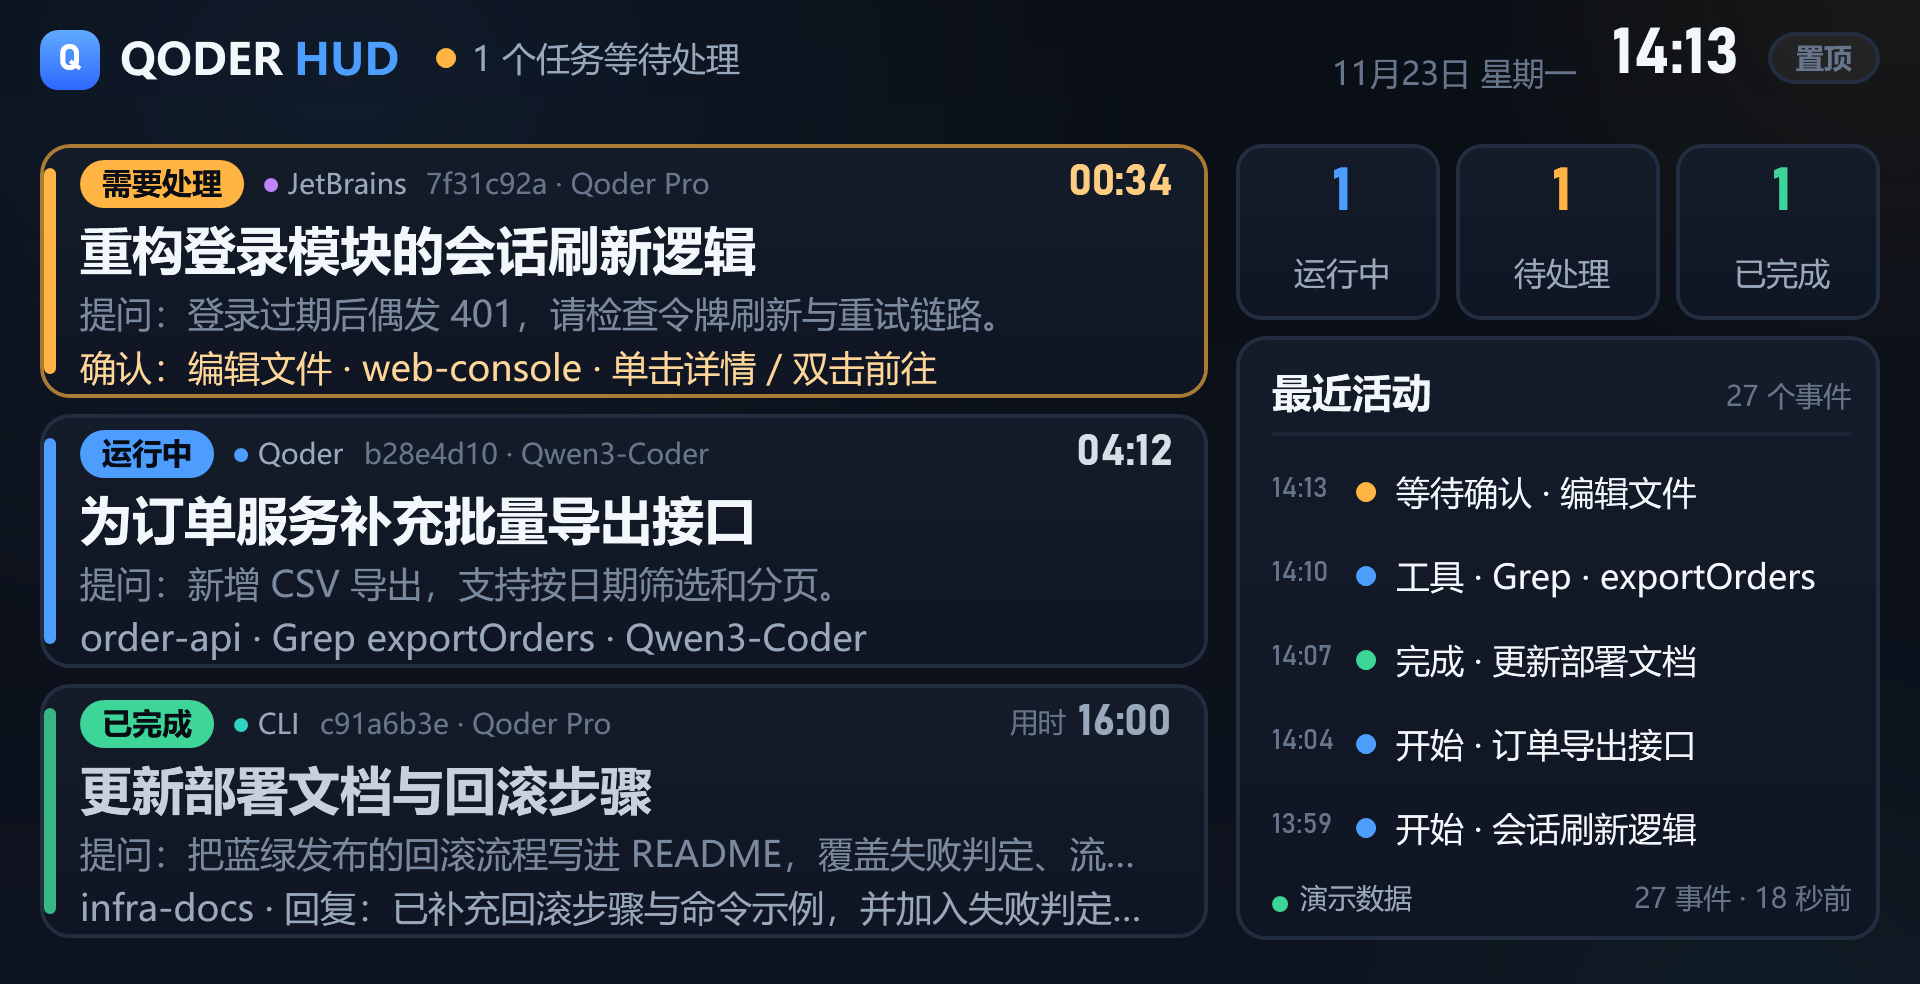 Q QODER HUD 1 个任务等待处理
11月23日 星期一 14:13 置顶
需要处理 JetBrains 7f31c92a · Qoder Pro 00:34
重构登录模块的会话刷新逻辑
提问：登录过期后偶发 401，请检查令牌刷新与重试链路。
确认：编辑文件 · web-console · 单击详情 / 双击前往
运行中 Qoder b28e4d10 · Qwen3-Coder 04:12
为订单服务补充批量导出接口
提问：新增 CSV 导出，支持按日期筛选和分页。
order-api · Grep exportOrders · Qwen3-Coder
已完成 CLI c91a6b3e · Qoder Pro 用时 16:00
更新部署文档与回滚步骤
提问：把蓝绿发布的回滚流程写进 README，覆盖失败判定、流...
infra-docs · 回复：已补充回滚步骤与命令示例，并加入失败判定...
1 1 1
运行中 待处理 已完成
最近活动 27 个事件
14:13 等待确认 · 编辑文件
14:10 工具 · Grep · exportOrders
14:07 完成 · 更新部署文档
14:04 开始 · 订单导出接口
13:59 开始 · 会话刷新逻辑
演示数据 27 事件 · 18 秒前